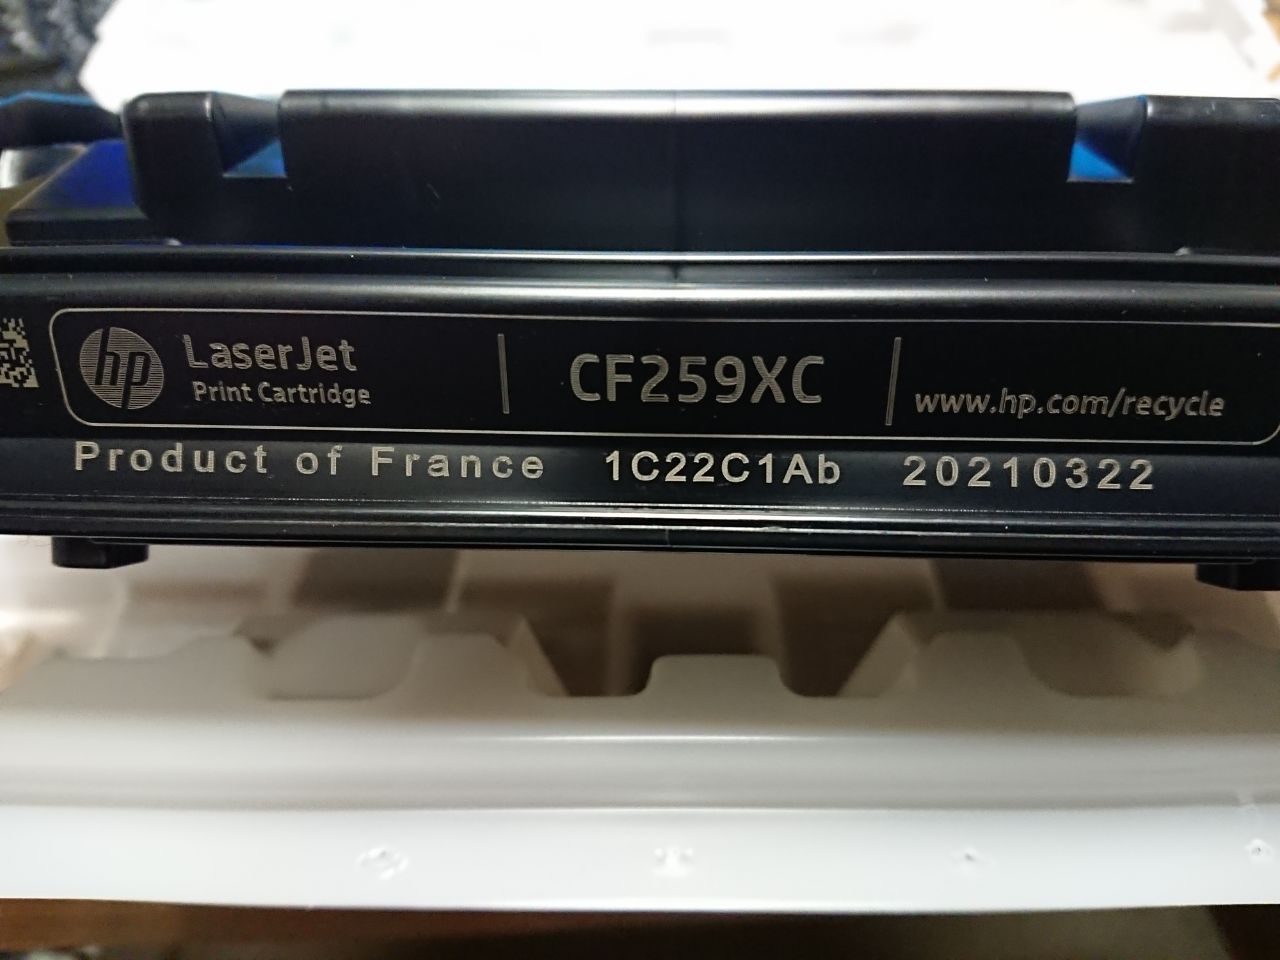 hp LaserJet
Print Cartridge
CF259XC
www.hp.com/recycle
Product of France 1C22C1Ab 20210322